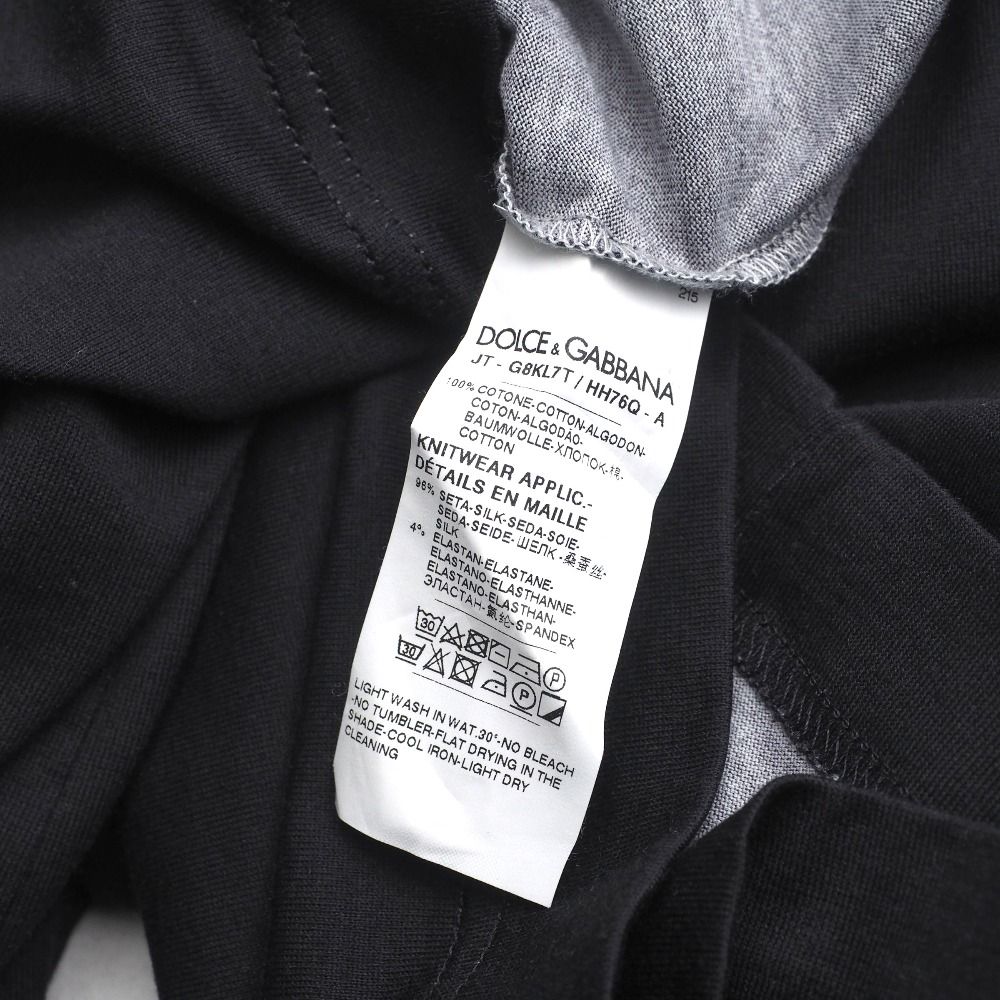 215
DOLCE & GABBANA
JT - G8KL7T / HH76Q - A
100% COTONE-COTTON-ALGODON-
COTON-ALGODÃO-
BAUMWOLLE-ХЛОПОК-棉-
COTTON
KNITWEAR APPLIC.-
DÉTAILS EN MAILLE
96% SETA-SILK-SEDA-SOIE-
SEDA-SEIDE-ШЕЛК-桑蚕丝-
SILK
4% ELASTAN-ELASTANE-
ELASTANO-ELASTHANNE-
ELASTANO-ELASTHAN-
ЭЛАСТАН-氨纶-SPANDEX
30 P
30 P
LIGHT WASH IN WAT.30°-NO BLEACH
-NO TUMBLER-FLAT DRYING IN THE
SHADE-COOL IRON-LIGHT DRY
CLEANING